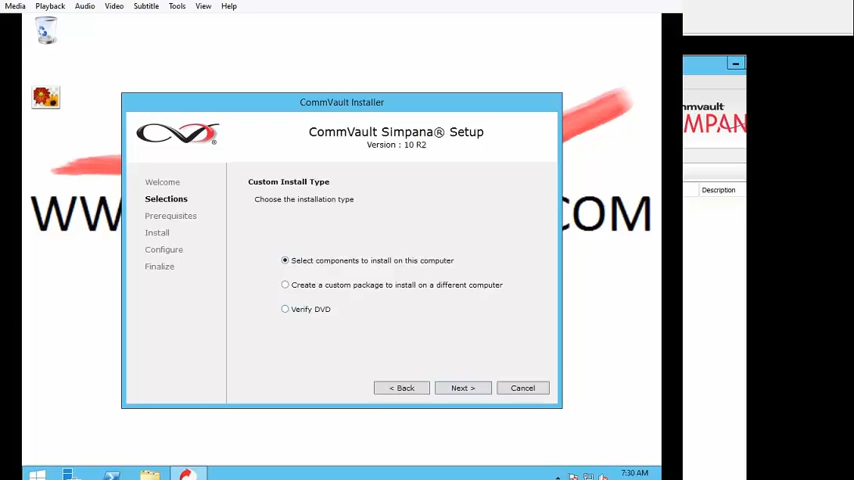 Media Playback Audio Video Subtitle Tools View Help
CommVault Installer
CommVault Simpana® Setup
Version : 10 R2
Welcome
Selections
Prerequisites
Install
Configure
Finalize
Custom Install Type
Choose the installation type
Select components to install on this computer
Create a custom package to install on a different computer
Verify DVD
< Back
Next >
Cancel
WW
COM
mmvault
IMPAN
Description
7:30 AM